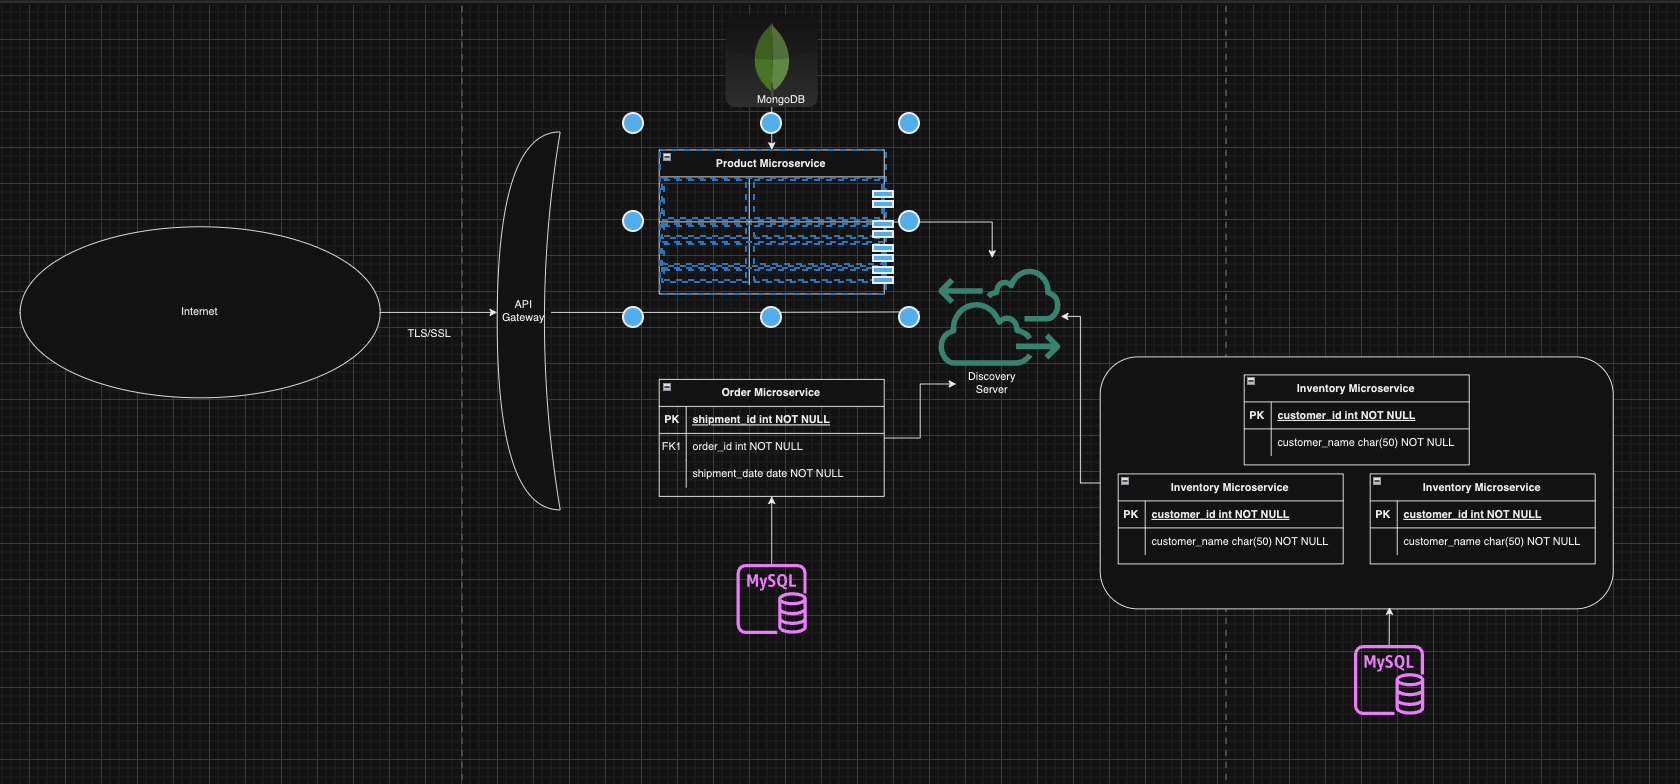 MongoDB
Product Microservice
Internet
TLS/SSL
API
Gateway
Discovery
Server
Order Microservice
PK shipment_id int NOT NULL
FK1 order_id int NOT NULL
shipment_date date NOT NULL
MySQL
Inventory Microservice
PK customer_id int NOT NULL
customer_name char(50) NOT NULL
Inventory Microservice
PK customer_id int NOT NULL
customer_name char(50) NOT NULL
Inventory Microservice
PK customer_id int NOT NULL
customer_name char(50) NOT NULL
MySQL